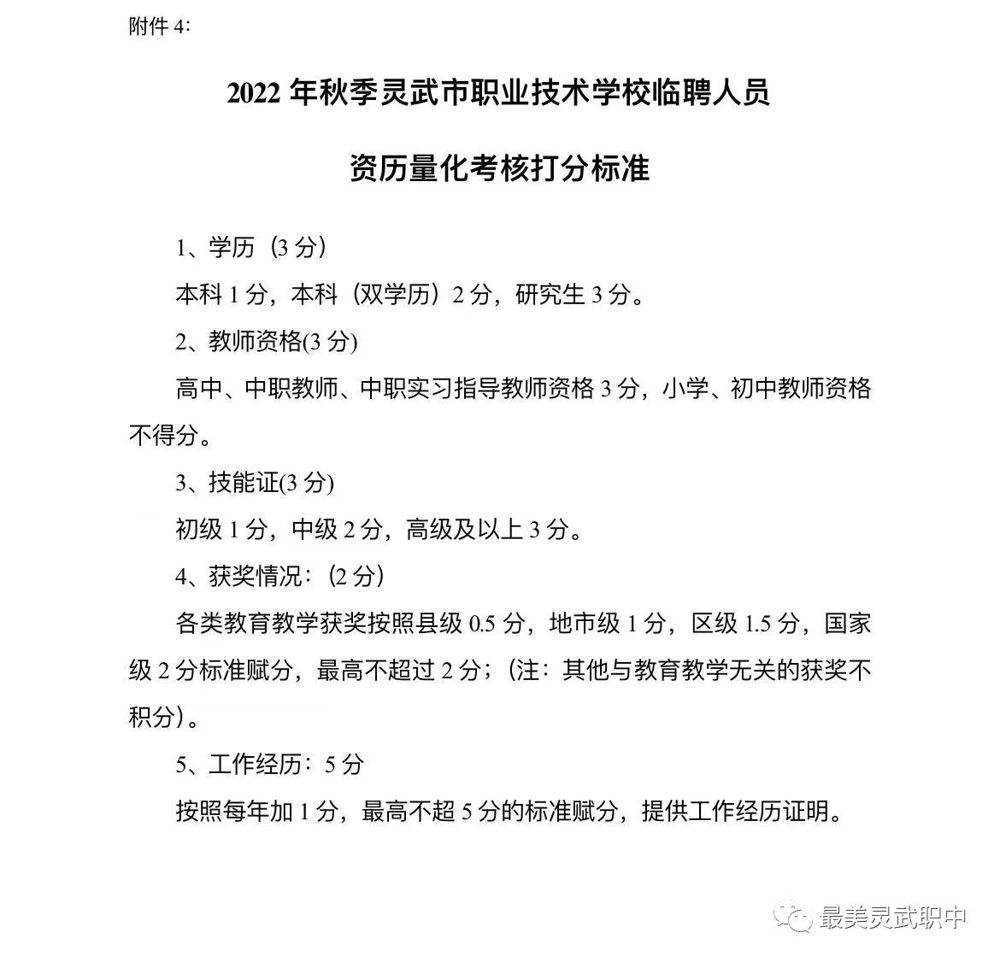 附件 4：
2022 年秋季灵武市职业技术学校临聘人员
资历量化考核打分标准
1、学历（3 分）
本科 1 分，本科（双学历）2 分，研究生 3 分。
2、教师资格(3 分)
高中、中职教师、中职实习指导教师资格 3 分，小学、初中教师资格
不得分。
3、技能证(3 分)
初级 1 分，中级 2 分，高级及以上 3 分。
4、获奖情况：（2 分）
各类教育教学获奖按照县级 0.5 分，地市级 1 分，区级 1.5 分，国家
级 2 分标准赋分，最高不超过 2 分；（注：其他与教育教学无关的获奖不
积分）。
5、工作经历：5 分
按照每年加 1 分，最高不超 5 分的标准赋分，提供工作经历证明。
最美灵武职中